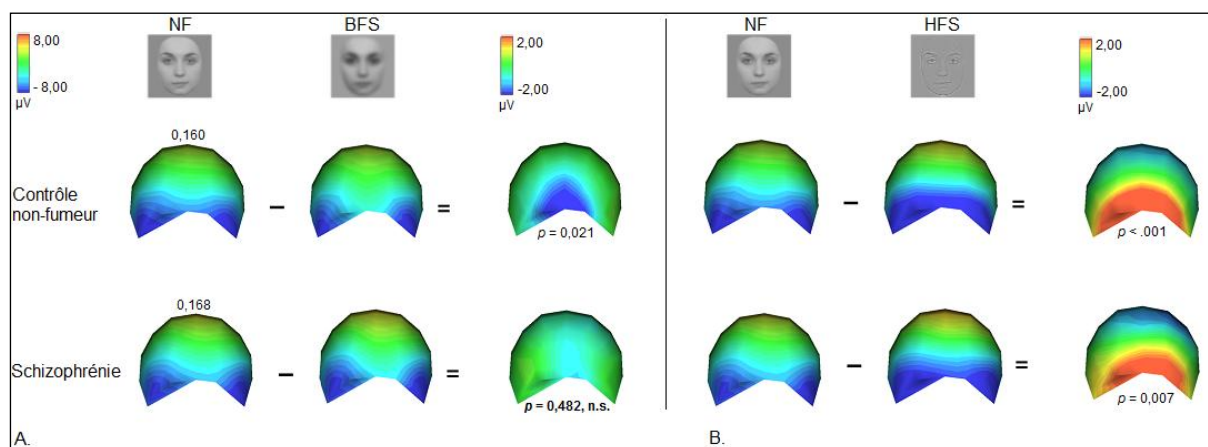 NF BFS
8,00
- 8,00
µV
2,00
-2,00
µV
0,160
Contrôle
non-fumeur
–
=
p = 0,021
0,168
Schizophrénie
–
=
p = 0,482, n.s.
A.
NF HFS
2,00
-2,00
µV
–
=
p < .001
–
=
p = 0,007
B.